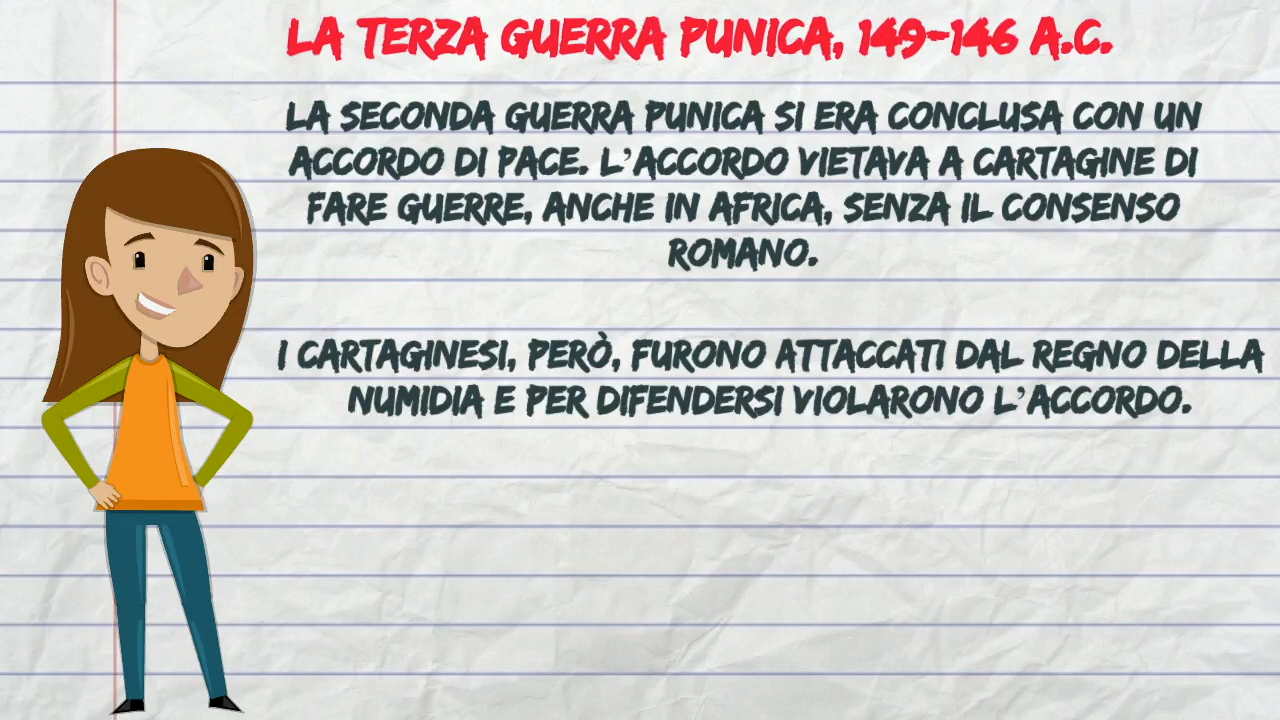 LA TERZA GUERRA PUNICA, 149-146 A.C.
LA SECONDA GUERRA PUNICA SI ERA CONCLUSA CON UN
ACCORDO DI PACE. L'ACCORDO VIETAVA A CARTAGINE DI
FARE GUERRE, ANCHE IN AFRICA, SENZA IL CONSENSO
ROMANO.
I CARTAGINESI, PERÒ, FURONO ATTACCATI DAL REGNO DELLA
NUMIDIA E PER DIFENDERSI VIOLARONO L'ACCORDO.